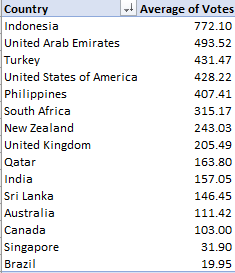 Country Average of Votes
Indonesia 772.10
United Arab Emirates 493.52
Turkey 431.47
United States of America 428.22
Philippines 407.41
South Africa 315.17
New Zealand 243.03
United Kingdom 205.49
Qatar 163.80
India 157.05
Sri Lanka 146.45
Australia 111.42
Canada 103.00
Singapore 31.90
Brazil 19.95